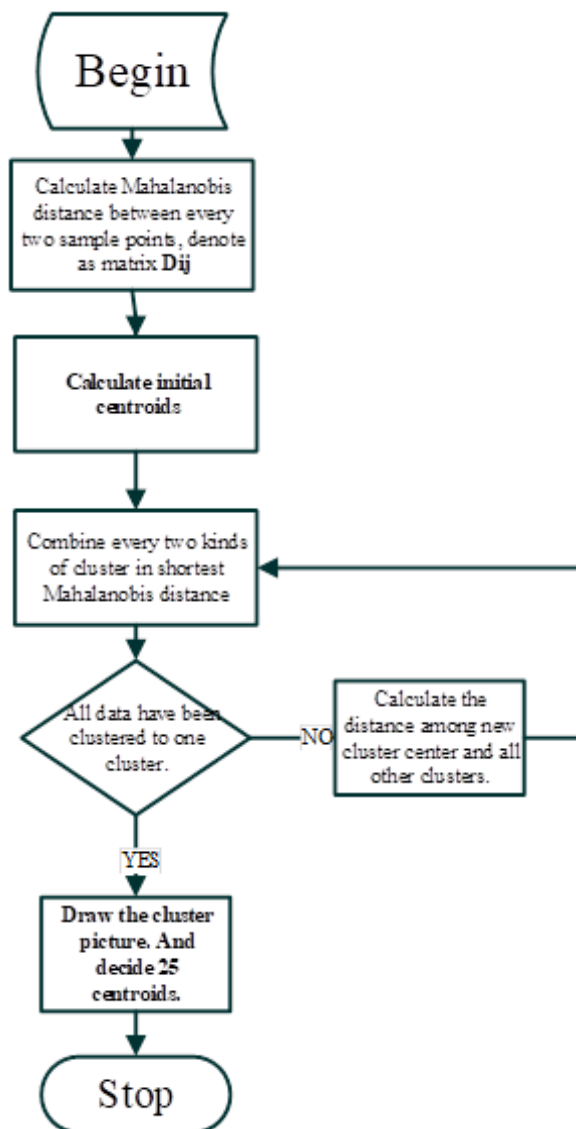 Begin
Calculate Mahalanobis
distance between every
two sample points, denote
as matrix Dij
Calculate initial
centroids
Combine every two kinds
of cluster in shortest
Mahalanobis distance
All data have been
clustered to one
cluster.
NO
Calculate the
distance among new
cluster center and all
other clusters.
YES
Draw the cluster
picture. And
decide 25
centroids.
Stop